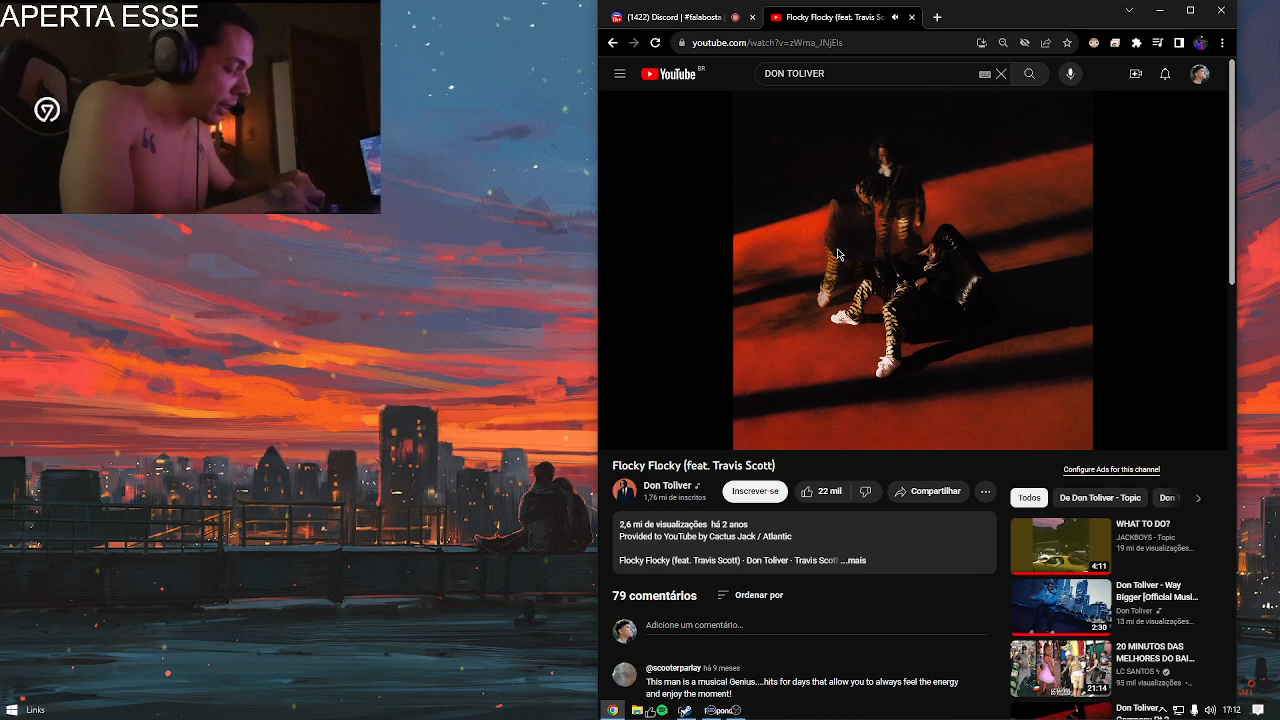 APERTA ESSE
(1422) Discord | #falabosta
Flocky Flocky (feat. Travis Sc
youtube.com/watch?v=zWma_JNjEIs
YouTube BR
DON TOLIVER
Flocky Flocky (feat. Travis Scott)
Don Toliver
1,76 mi de inscritos
Inscrever-se
22 mil
Compartilhar
2,6 mi de visualizações há 2 anos
Provided to YouTube by Cactus Jack / Atlantic
Flocky Flocky (feat. Travis Scott) · Don Toliver · Travis Scott ...mais
79 comentários
Ordenar por
Adicione um comentário...
@scooterparlay há 9 meses
This man is a musical Genius....hits for days that allow you to always feel the energy
and enjoy the moment!
Configure Ads for this channel
Todos
De Don Toliver - Topic
Don T
WHAT TO DO?
JACKBOYS - Topic
19 mi de visualizações...
4:11
Don Toliver - Way
Bigger [Official Musi...
Don Toliver
13 mi de visualizações...
2:30
20 MINUTOS DAS
MELHORES DO BAI...
LC SANTOS
95 mil visualizações
21:14
Don Toliver -
Links
17:12